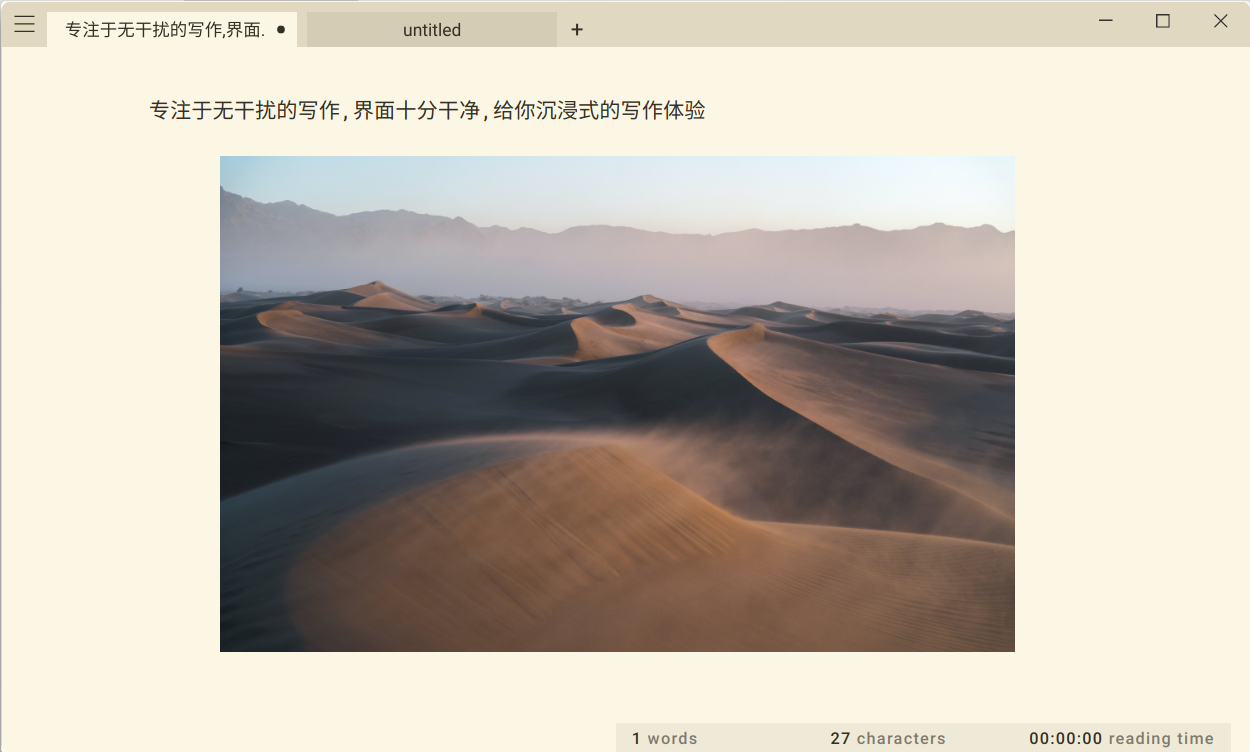 专注于无干扰的写作,界面.
untitled
专注于无干扰的写作,界面十分干净,给你沉浸式的写作体验
1 words 27 characters 00:00:00 reading time